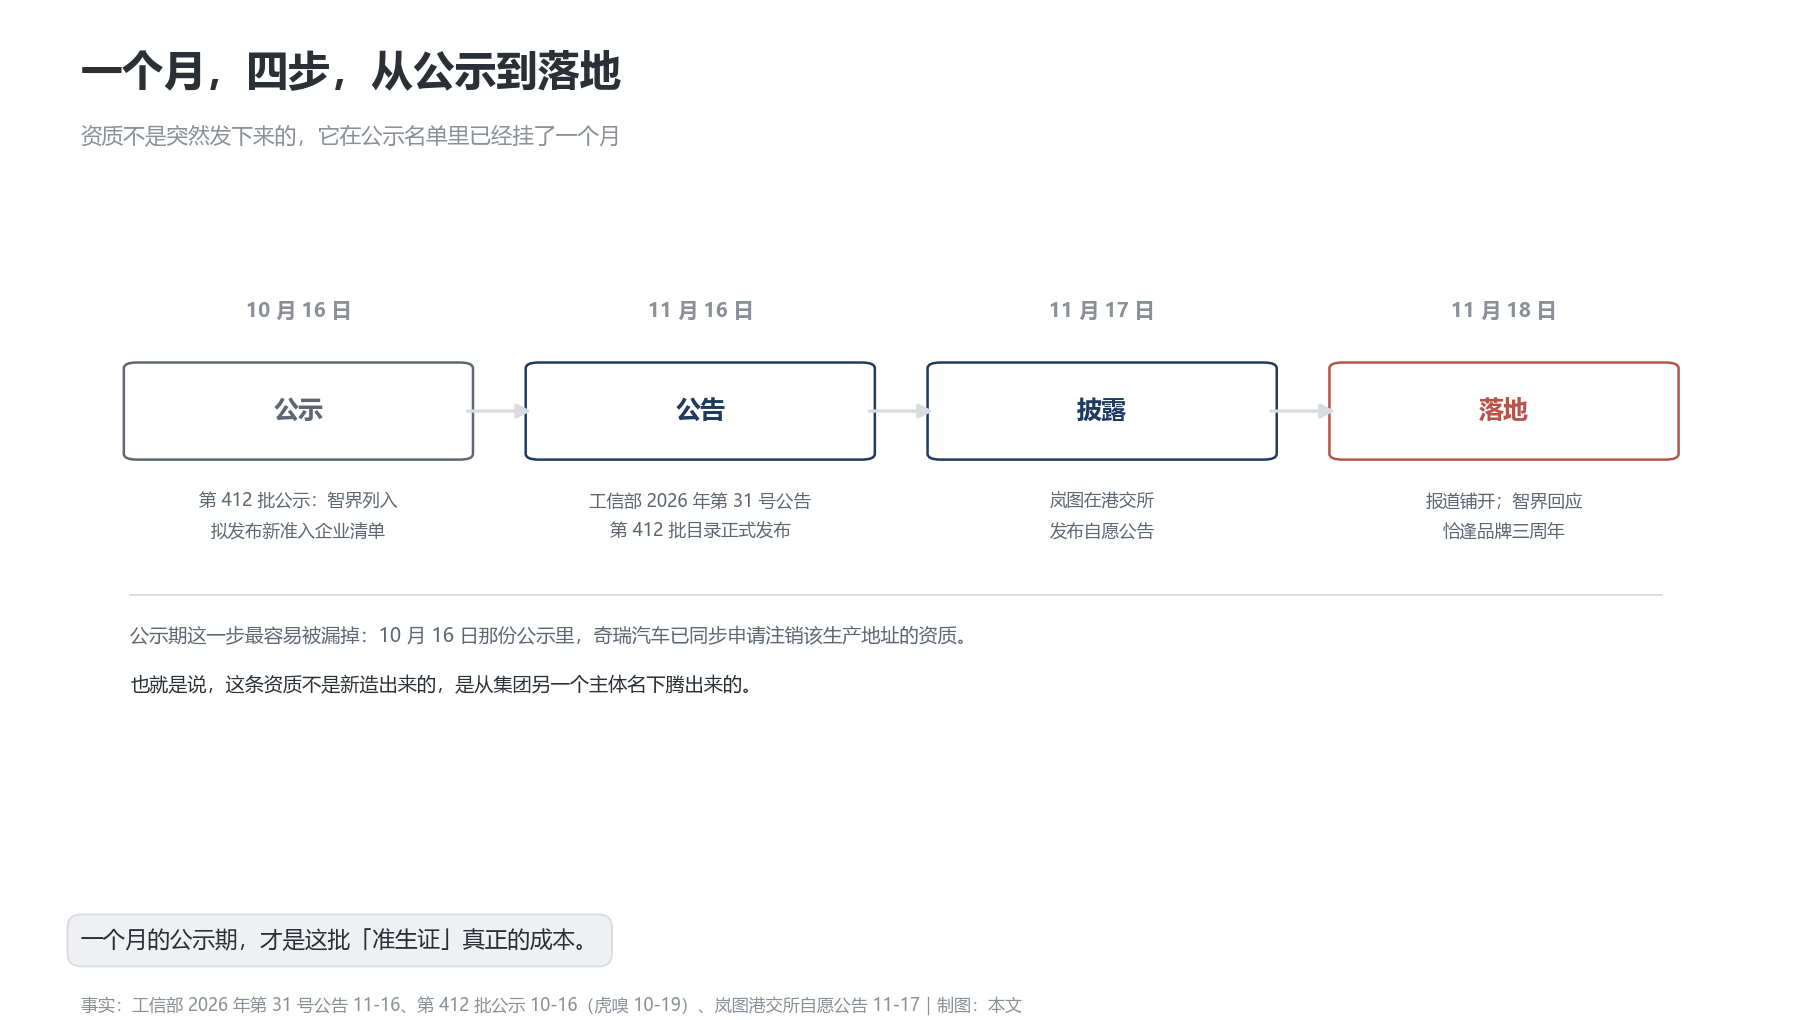 一个月，四步，从公示到落地
资质不是突然发下来的，它在公示名单里已经挂了一个月
10 月 16 日
11 月 16 日
11 月 17 日
11 月 18 日
公示
公告
披露
落地
第 412 批公示：智界列入
拟发布新准入企业清单
工信部 2026 年第 31 号公告
第 412 批目录正式发布
岚图在港交所
发布自愿公告
报道铺开；智界回应
恰逢品牌三周年
公示期这一步最容易被漏掉：10 月 16 日那份公示里，奇瑞汽车已同步申请注销该生产地址的资质。
也就是说，这条资质不是新造出来的，是从集团另一个主体名下腾出来的。
一个月的公示期，才是这批「准生证」真正的成本。
事实：工信部 2026 年第 31 号公告 11-16、第 412 批公示 10-16（虎嗅 10-19）、岚图港交所自愿公告 11-17 | 制图：本文